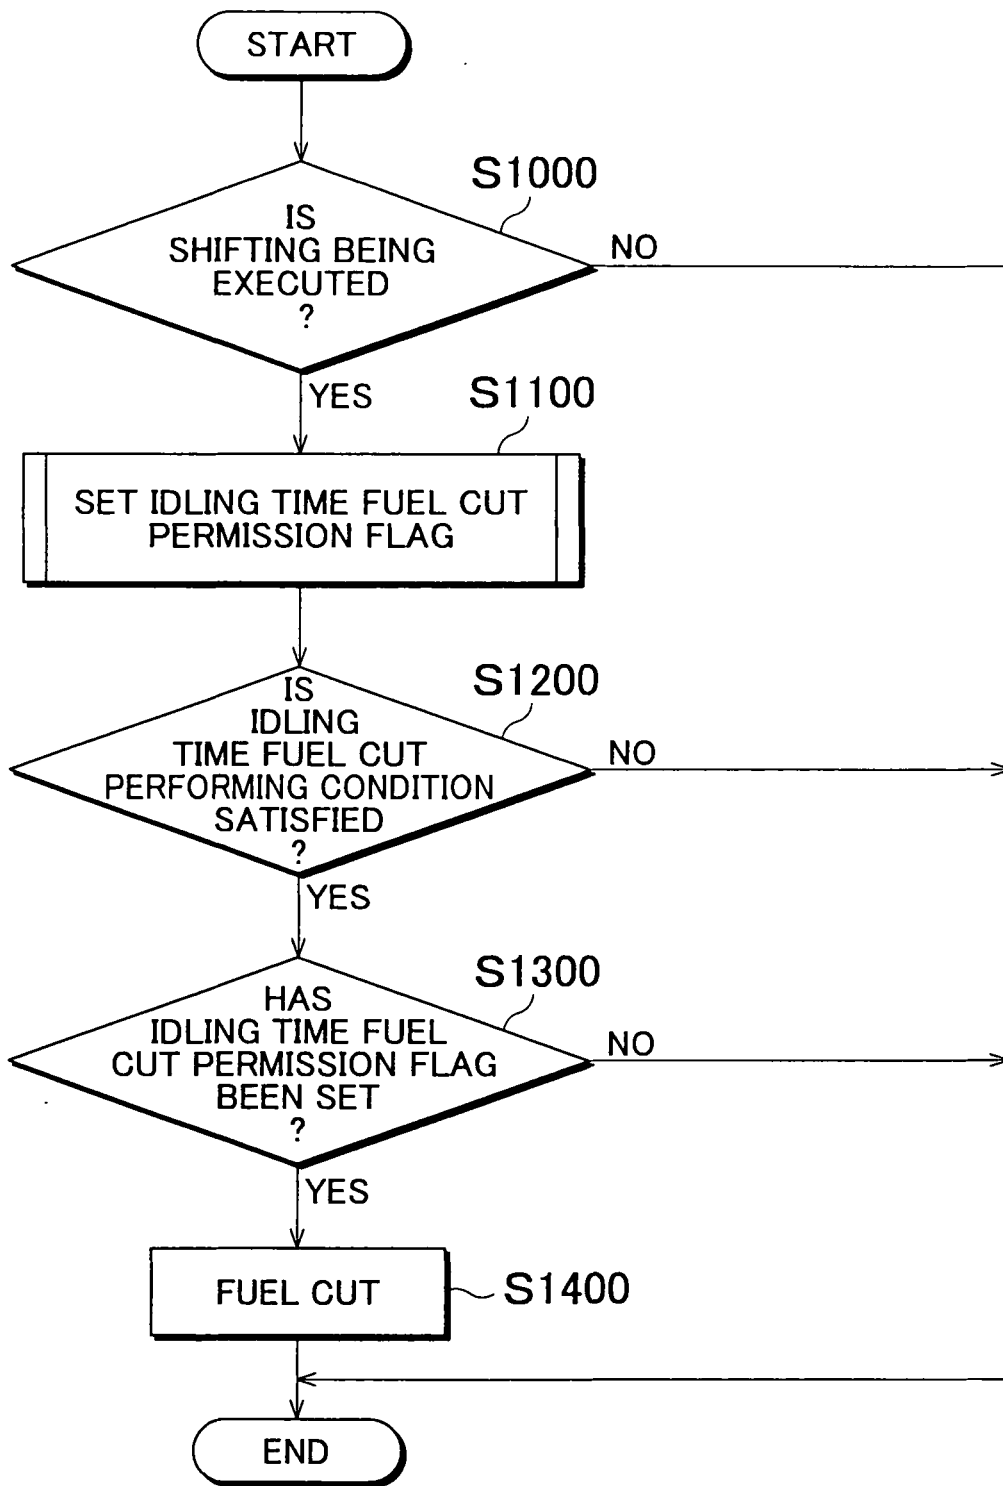 START
S1000
IS
SHIFTING BEING
EXECUTED
?
NO
YES
S1100
SET IDLING TIME FUEL CUT
PERMISSION FLAG
S1200
IS
IDLING
TIME FUEL CUT
PERFORMING CONDITION
SATISFIED
?
NO
YES
S1300
HAS
IDLING TIME FUEL
CUT PERMISSION FLAG
BEEN SET
?
NO
YES
FUEL CUT
S1400
END